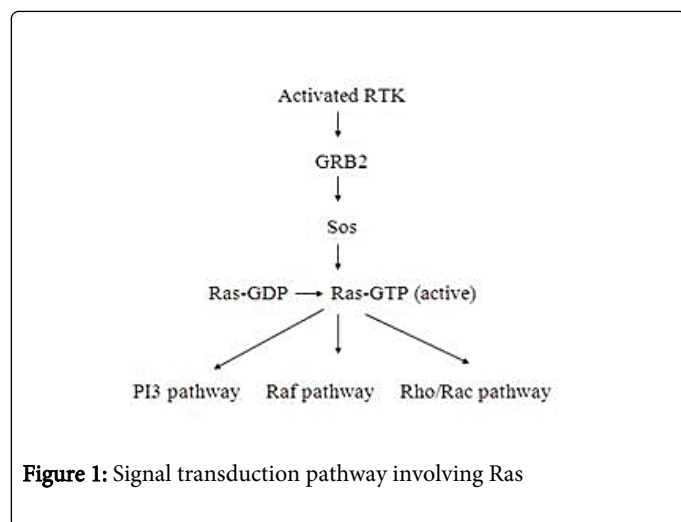 Activated RTK
GRB2
Sos
Ras-GDP → Ras-GTP (active)
PI3 pathway Raf pathway Rho/Rac pathway
Figure 1: Signal transduction pathway involving Ras